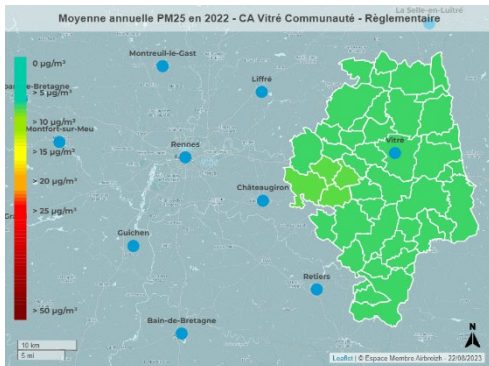 La Selle-en-Luitré
Moyenne annuelle PM25 en 2022 - CA Vitré Communauté - Règlementaire
Montreuil-le-Gast
0 µg/m³
Liffré
> 5 µg/m³
> 10 µg/m³
Montfort-sur-Meu
Vitré
Rennes
> 15 µg/m³
> 20 µg/m³
Châteaugiron
> 25 µg/m³
Guichen
Retiers
> 50 µg/m³
Bain-de-Bretagne
N
10 km
5 mi
Leaflet | © Espace Membre Airbreizh - 22/08/2023